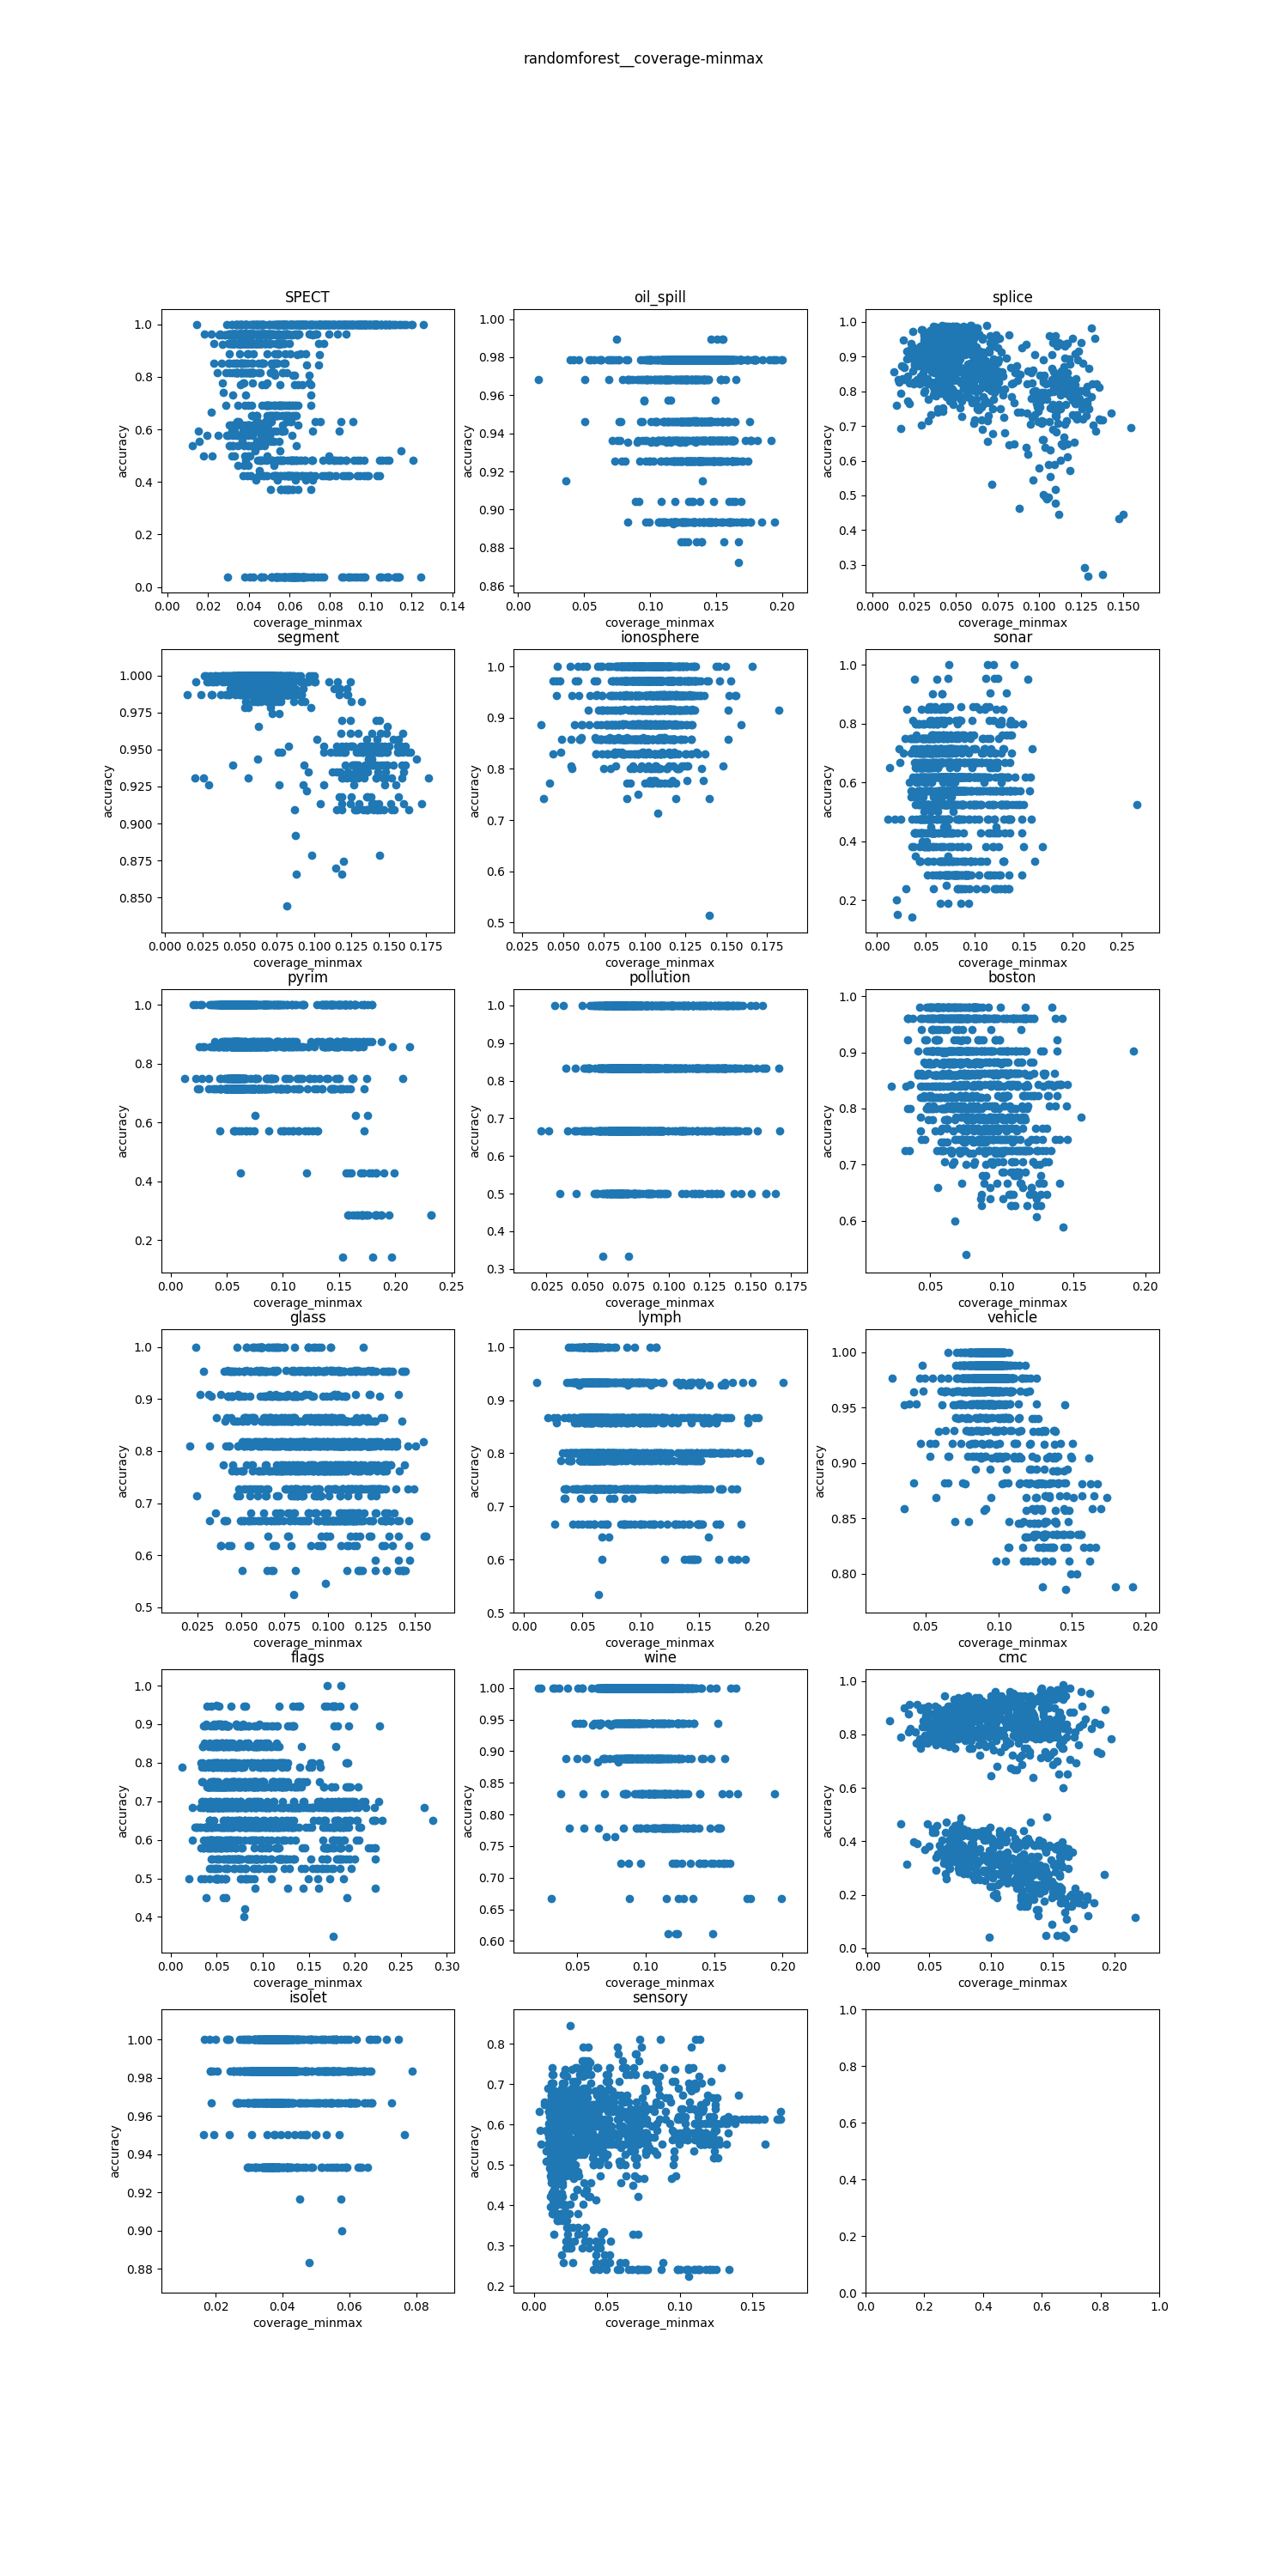 randomforest__coverage-minmax
SPECT
accuracy
1.0
0.8
0.6
0.4
0.2
0.0
0.00 0.02 0.04 0.06 0.08 0.10 0.12 0.14
coverage_minmax
oil_spill
accuracy
1.00
0.98
0.96
0.94
0.92
0.90
0.88
0.86
0.00 0.05 0.10 0.15 0.20
coverage_minmax
splice
accuracy
1.0
0.9
0.8
0.7
0.6
0.5
0.4
0.3
0.000 0.025 0.050 0.075 0.100 0.125 0.150
coverage_minmax
segment
accuracy
1.000
0.975
0.950
0.925
0.900
0.875
0.850
0.000 0.025 0.050 0.075 0.100 0.125 0.150 0.175
coverage_minmax
ionosphere
accuracy
1.0
0.9
0.8
0.7
0.6
0.5
0.025 0.050 0.075 0.100 0.125 0.150 0.175
coverage_minmax
sonar
accuracy
1.0
0.8
0.6
0.4
0.2
0.00 0.05 0.10 0.15 0.20 0.25
coverage_minmax
pyrim
accuracy
1.0
0.8
0.6
0.4
0.2
0.00 0.05 0.10 0.15 0.20 0.25
coverage_minmax
pollution
accuracy
1.0
0.9
0.8
0.7
0.6
0.5
0.4
0.3
0.025 0.050 0.075 0.100 0.125 0.150 0.175
coverage_minmax
boston
accuracy
1.0
0.9
0.8
0.7
0.6
0.05 0.10 0.15 0.20
coverage_minmax
glass
accuracy
1.0
0.9
0.8
0.7
0.6
0.5
0.025 0.050 0.075 0.100 0.125 0.150
coverage_minmax
lymph
accuracy
1.0
0.9
0.8
0.7
0.6
0.5
0.00 0.05 0.10 0.15 0.20
coverage_minmax
vehicle
accuracy
1.00
0.95
0.90
0.85
0.80
0.05 0.10 0.15 0.20
coverage_minmax
flags
accuracy
1.0
0.9
0.8
0.7
0.6
0.5
0.4
0.00 0.05 0.10 0.15 0.20 0.25 0.30
coverage_minmax
wine
accuracy
1.00
0.95
0.90
0.85
0.80
0.75
0.70
0.65
0.60
0.05 0.10 0.15 0.20
coverage_minmax
cmc
accuracy
1.0
0.8
0.6
0.4
0.2
0.0
0.00 0.05 0.10 0.15 0.20
coverage_minmax
isolet
accuracy
1.00
0.98
0.96
0.94
0.92
0.90
0.88
0.02 0.04 0.06 0.08
coverage_minmax
sensory
accuracy
0.8
0.7
0.6
0.5
0.4
0.3
0.2
0.00 0.05 0.10 0.15
coverage_minmax
1.0
0.8
0.6
0.4
0.2
0.0
0.0 0.2 0.4 0.6 0.8 1.0